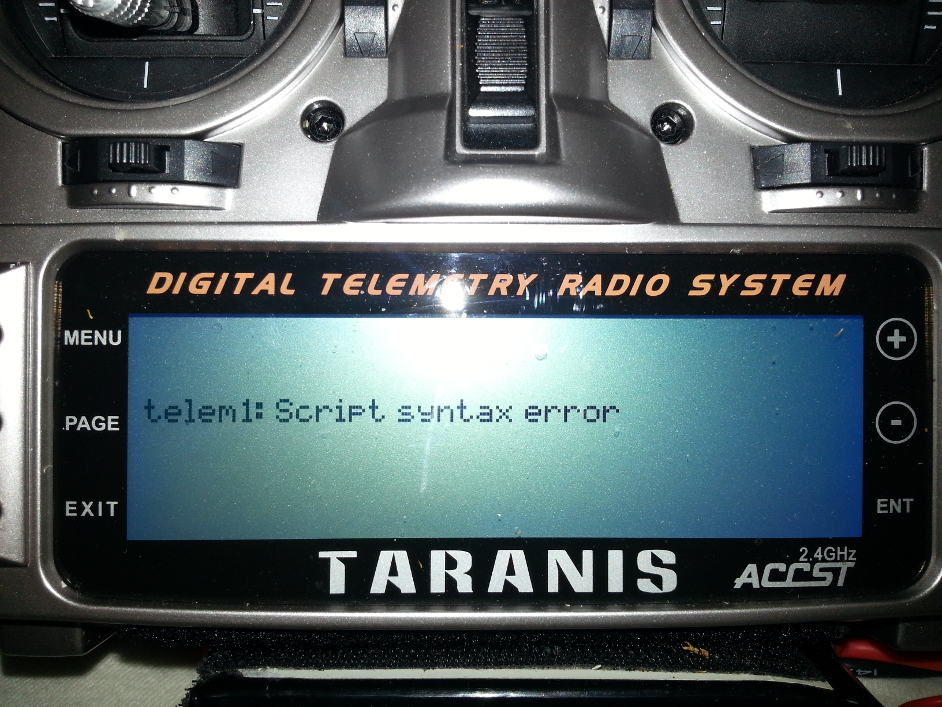 DIGITAL TELEMETRY RADIO SYSTEM
MENU
+
telem1: Script syntax error
PAGE
-
EXIT
ENT
TARANIS
2.4GHz
ACCST